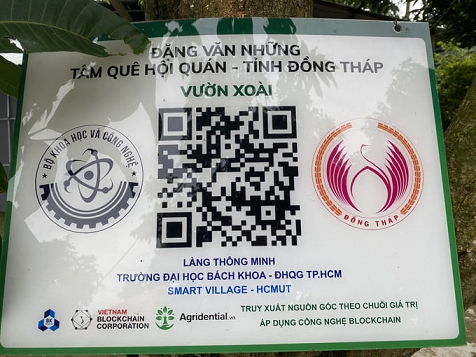 ĐẶNG VĂN NHỮNG
TÂM QUÊ HỘI QUÁN - TỈNH ĐỒNG THÁP
VƯỜN XOÀI
BỘ KHOA HỌC VÀ CÔNG NGHỆ
ĐỒNG THÁP
LÀNG THÔNG MINH
TRƯỜNG ĐẠI HỌC BÁCH KHOA - ĐHQG TP.HCM
SMART VILLAGE - HCMUT
BK
VIETNAM
BLOCKCHAIN
CORPORATION
Agridential.vn
TRUY XUẤT NGUỒN GỐC THEO CHUỖI GIÁ TRỊ
ÁP DỤNG CÔNG NGHỆ BLOCKCHAIN